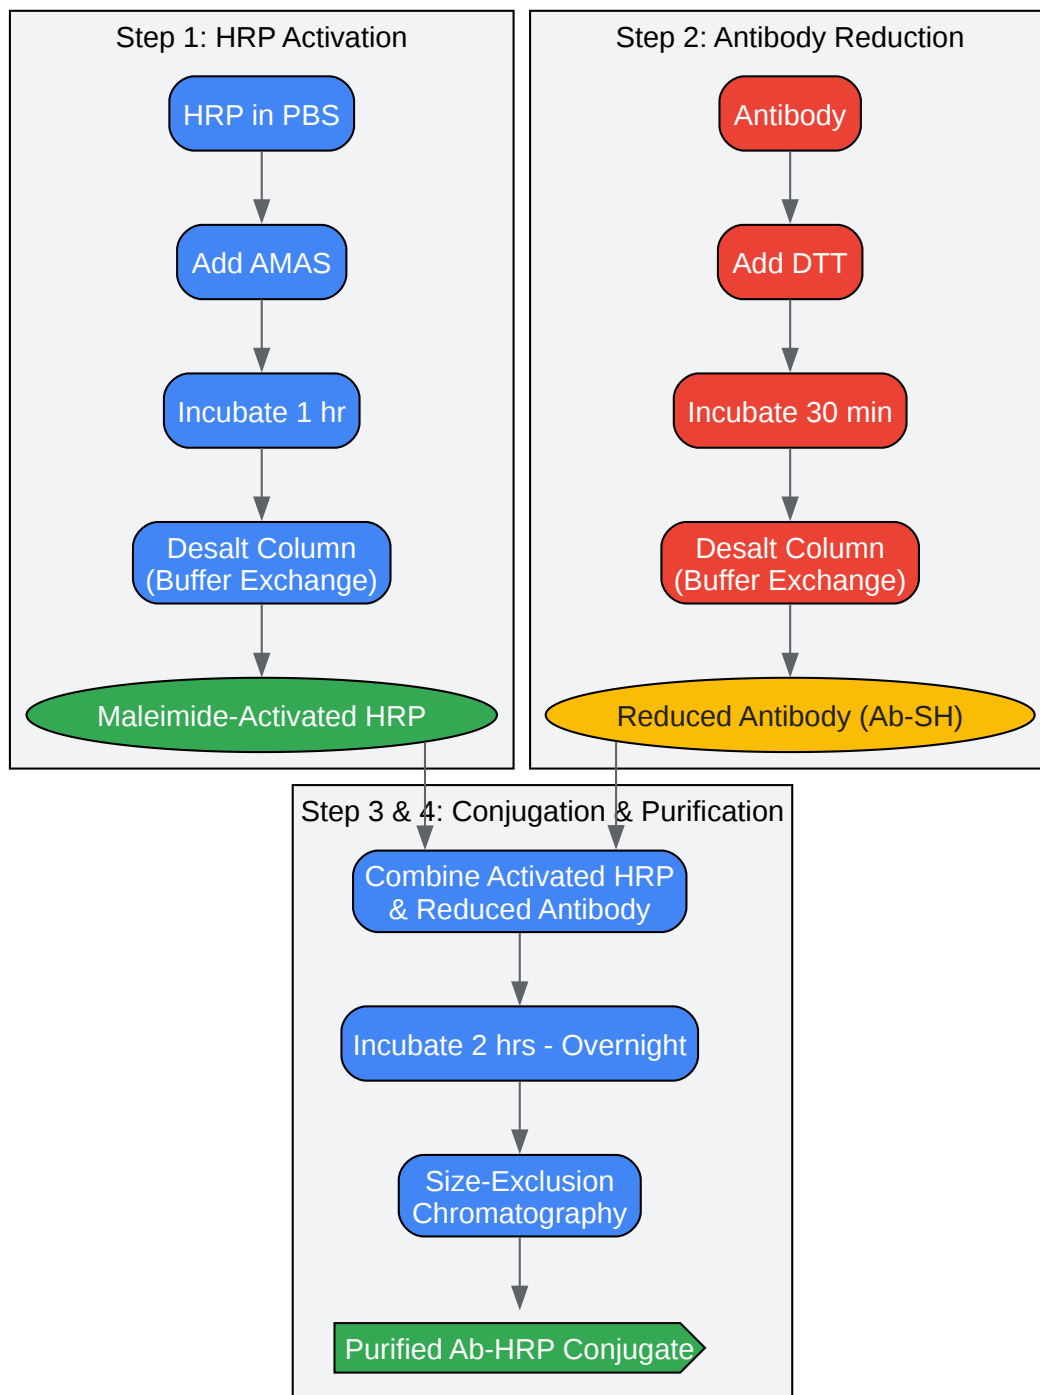 Step 1: HRP Activation
HRP in PBS
Add AMAS
Incubate 1 hr
Desalt Column
(Buffer Exchange)
Maleimide-Activated HRP
Step 2: Antibody Reduction
Antibody
Add DTT
Incubate 30 min
Desalt Column
(Buffer Exchange)
Reduced Antibody (Ab-SH)
Step 3 & 4: Conjugation & Purification
Combine Activated HRP
& Reduced Antibody
Incubate 2 hrs - Overnight
Size-Exclusion
Chromatography
Purified Ab-HRP Conjugate